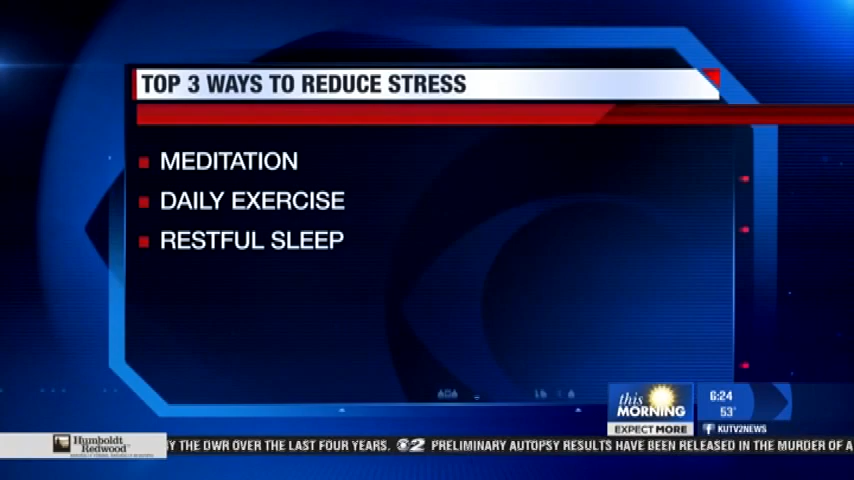 TOP 3 WAYS TO REDUCE STRESS
MEDITATION
DAILY EXERCISE
RESTFUL SLEEP
this
MORNING
EXPECT MORE
6:24
53°
KUTV2NEWS
Humboldt
Redwood
Y THE DWR OVER THE LAST FOUR YEARS. 2 PRELIMINARY AUTOPSY RESULTS HAVE BEEN RELEASED IN THE MURDER OF A